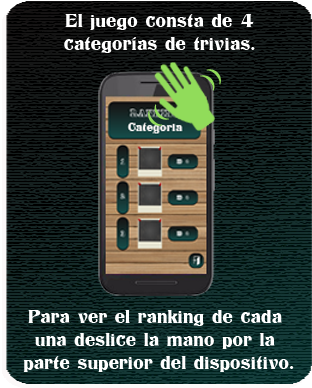 El juego consta de 4
categorías de trivias.
Categoria
Para ver el ranking de cada
una deslice la mano por la
parte superior del dispositivo.